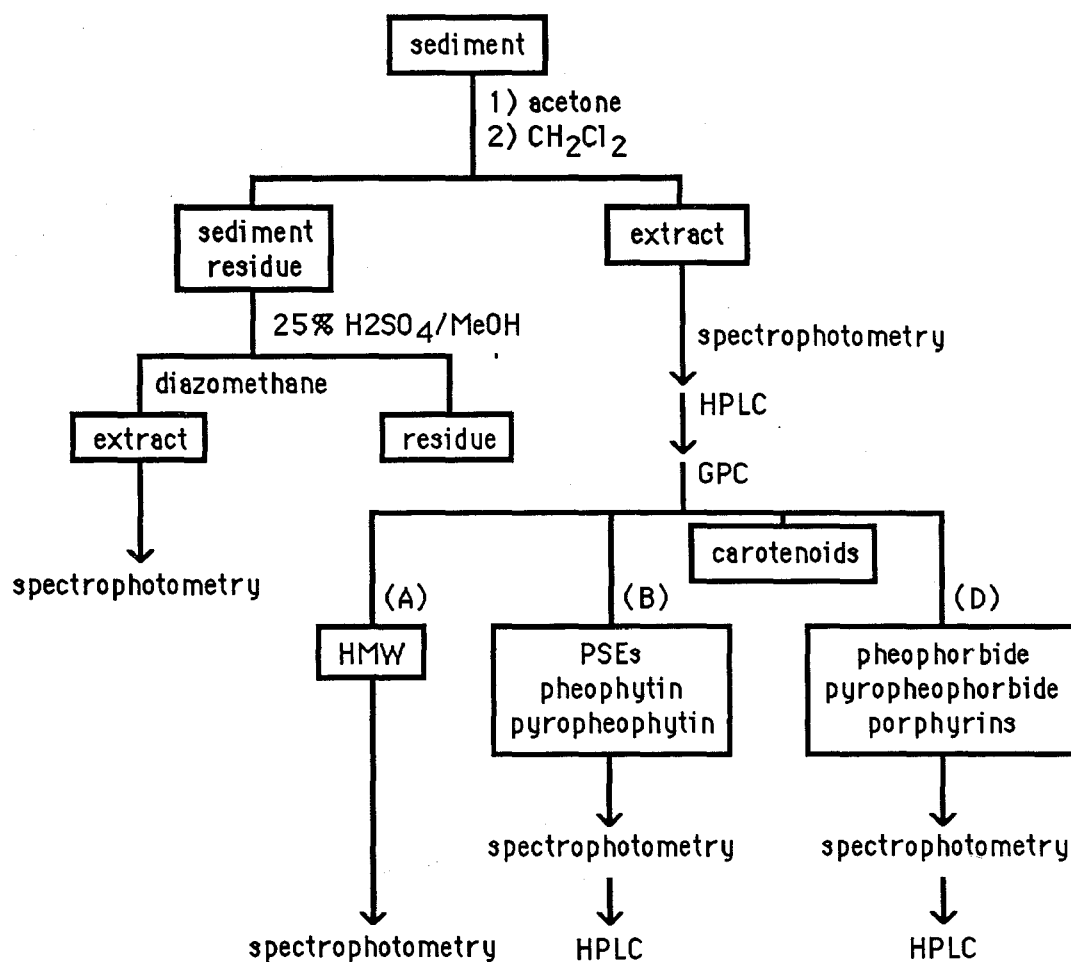 sediment
1) acetone
2) CH2Cl2
sediment
residue
extract
25% H2SO4/MeOH
spectrophotometry
diazomethane
HPLC
extract
residue
GPC
carotenoids
spectrophotometry
(A)
(B)
(D)
HMW
PSEs
pheophytin
pyropheophytin
pheophorbide
pyropheophorbide
porphyrins
spectrophotometry
spectrophotometry
spectrophotometry
HPLC
HPLC